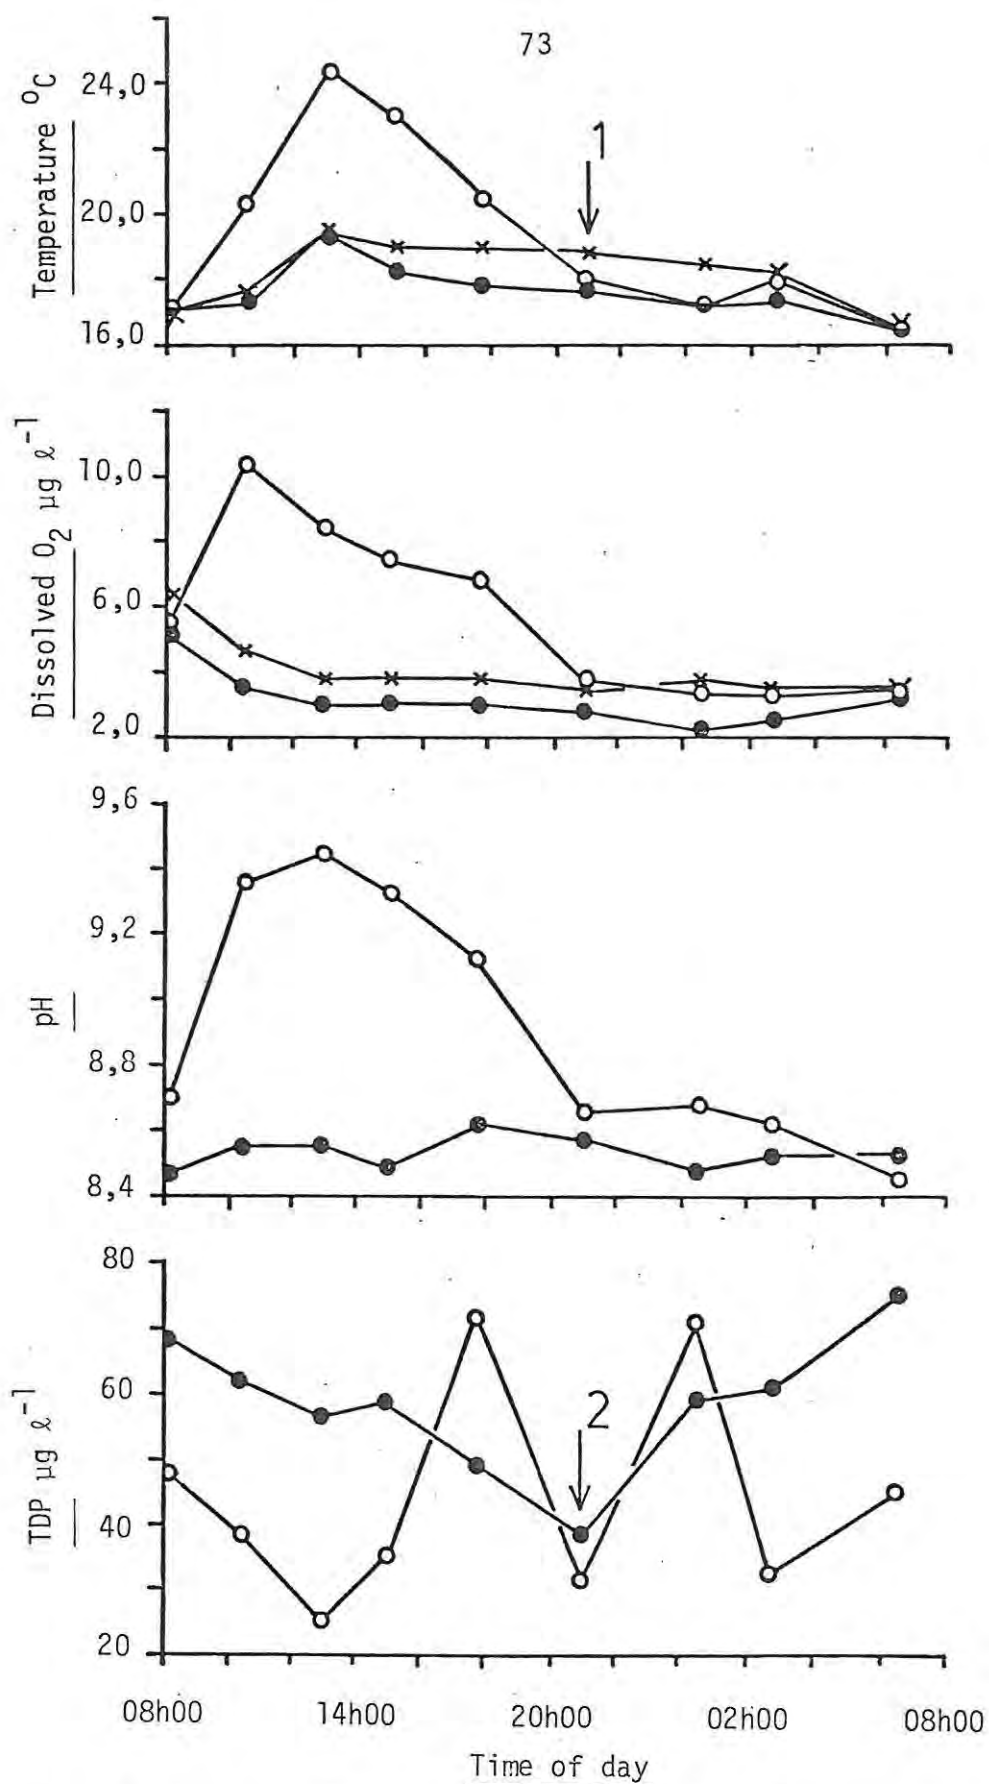 73
Temperature °C
24,0
20,0
16,0
1
Dissolved O₂ µg ℓ⁻¹
10,0
6,0
2,0
pH
9,6
9,2
8,8
8,4
TDP µg ℓ⁻¹
80
60
40
20
2
08h00 14h00 20h00 02h00 08h00
Time of day